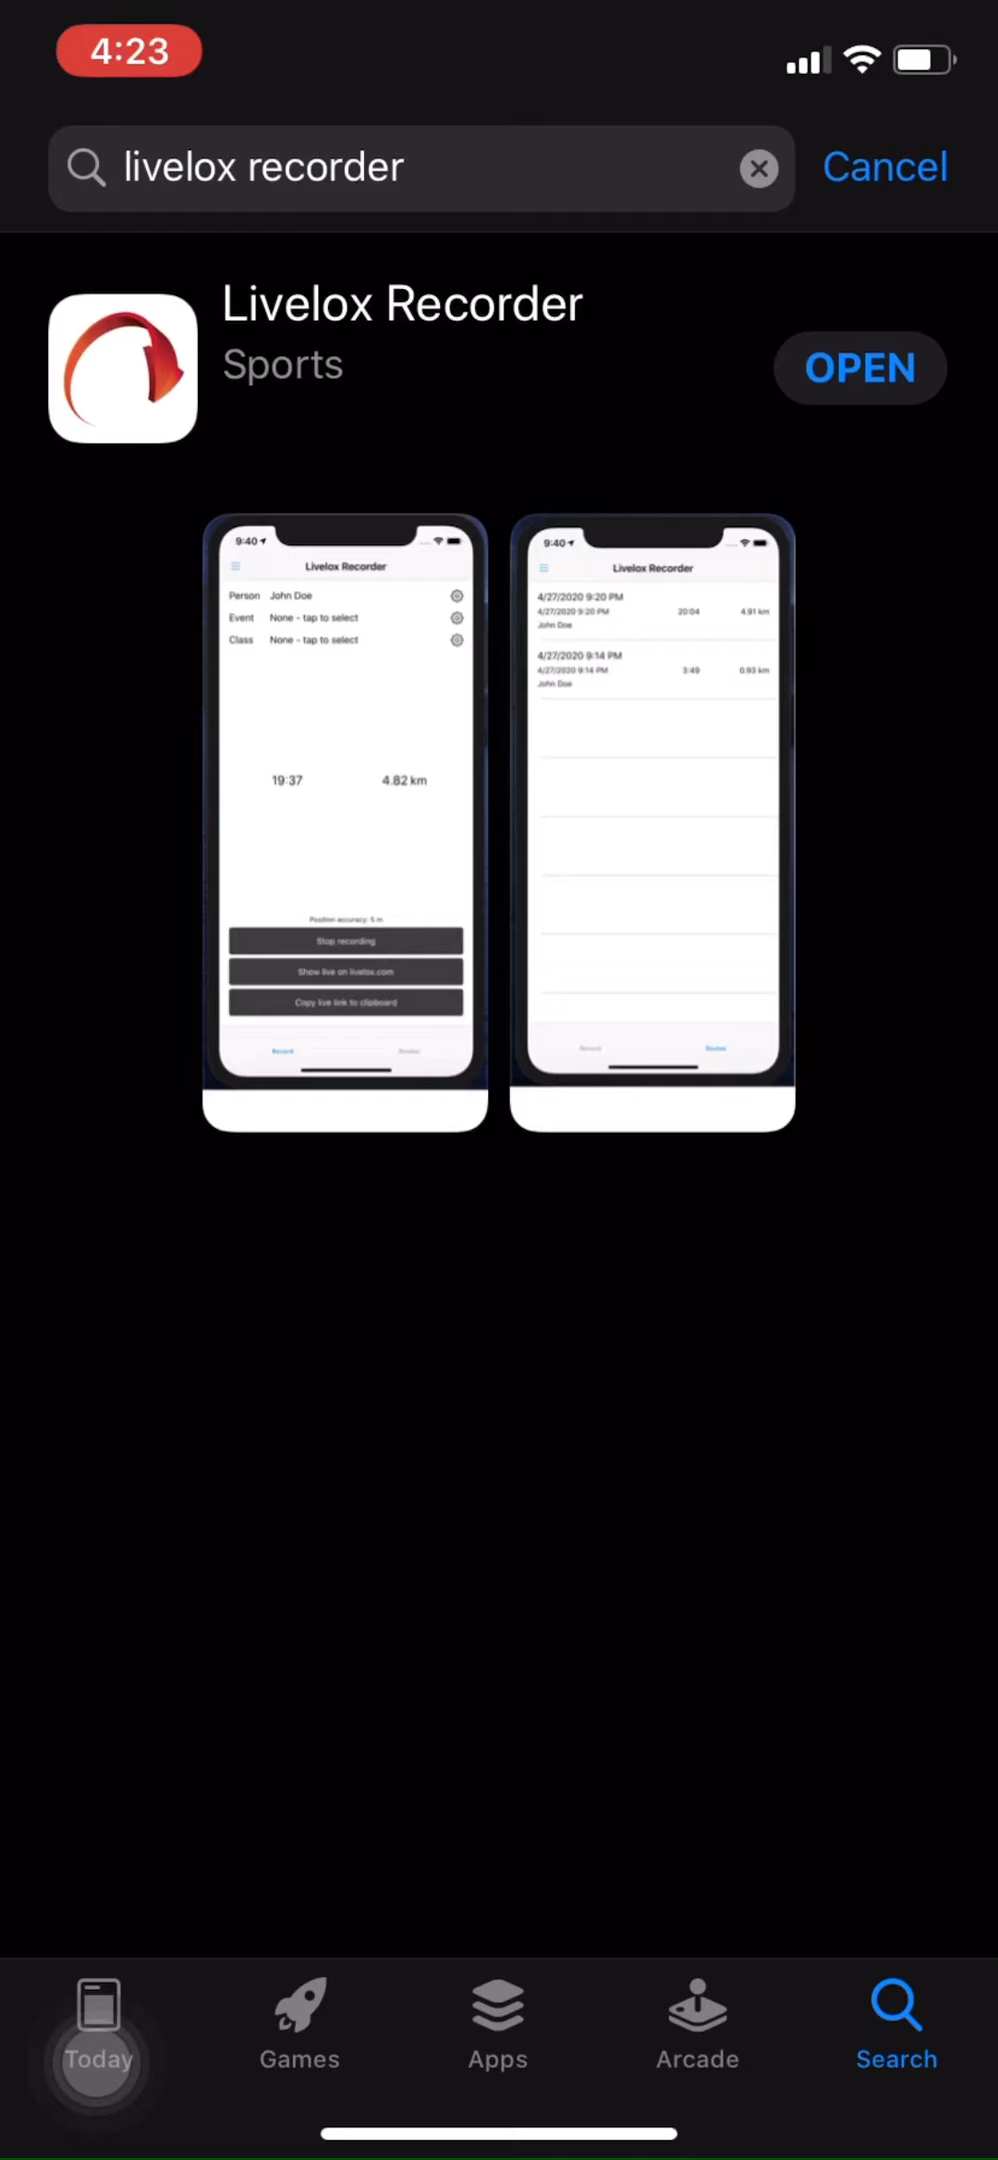 4:23
livelox recorder
Cancel
Livelox Recorder
Sports
OPEN
9:40
Livelox Recorder
Person John Doe
Event None - tap to select
Class None - tap to select
19:37 4.82 km
Position accuracy: 5 m
Stop recording
Show live on livelox.com
Copy live link to clipboard
Record Routes
9:40
Livelox Recorder
4/27/2020 9:20 PM
4/27/2020 9:20 PM 20:04 4.91 km
John Doe
4/27/2020 9:14 PM
4/27/2020 9:14 PM 3:49 0.93 km
John Doe
Record Routes
Today Games Apps Arcade Search